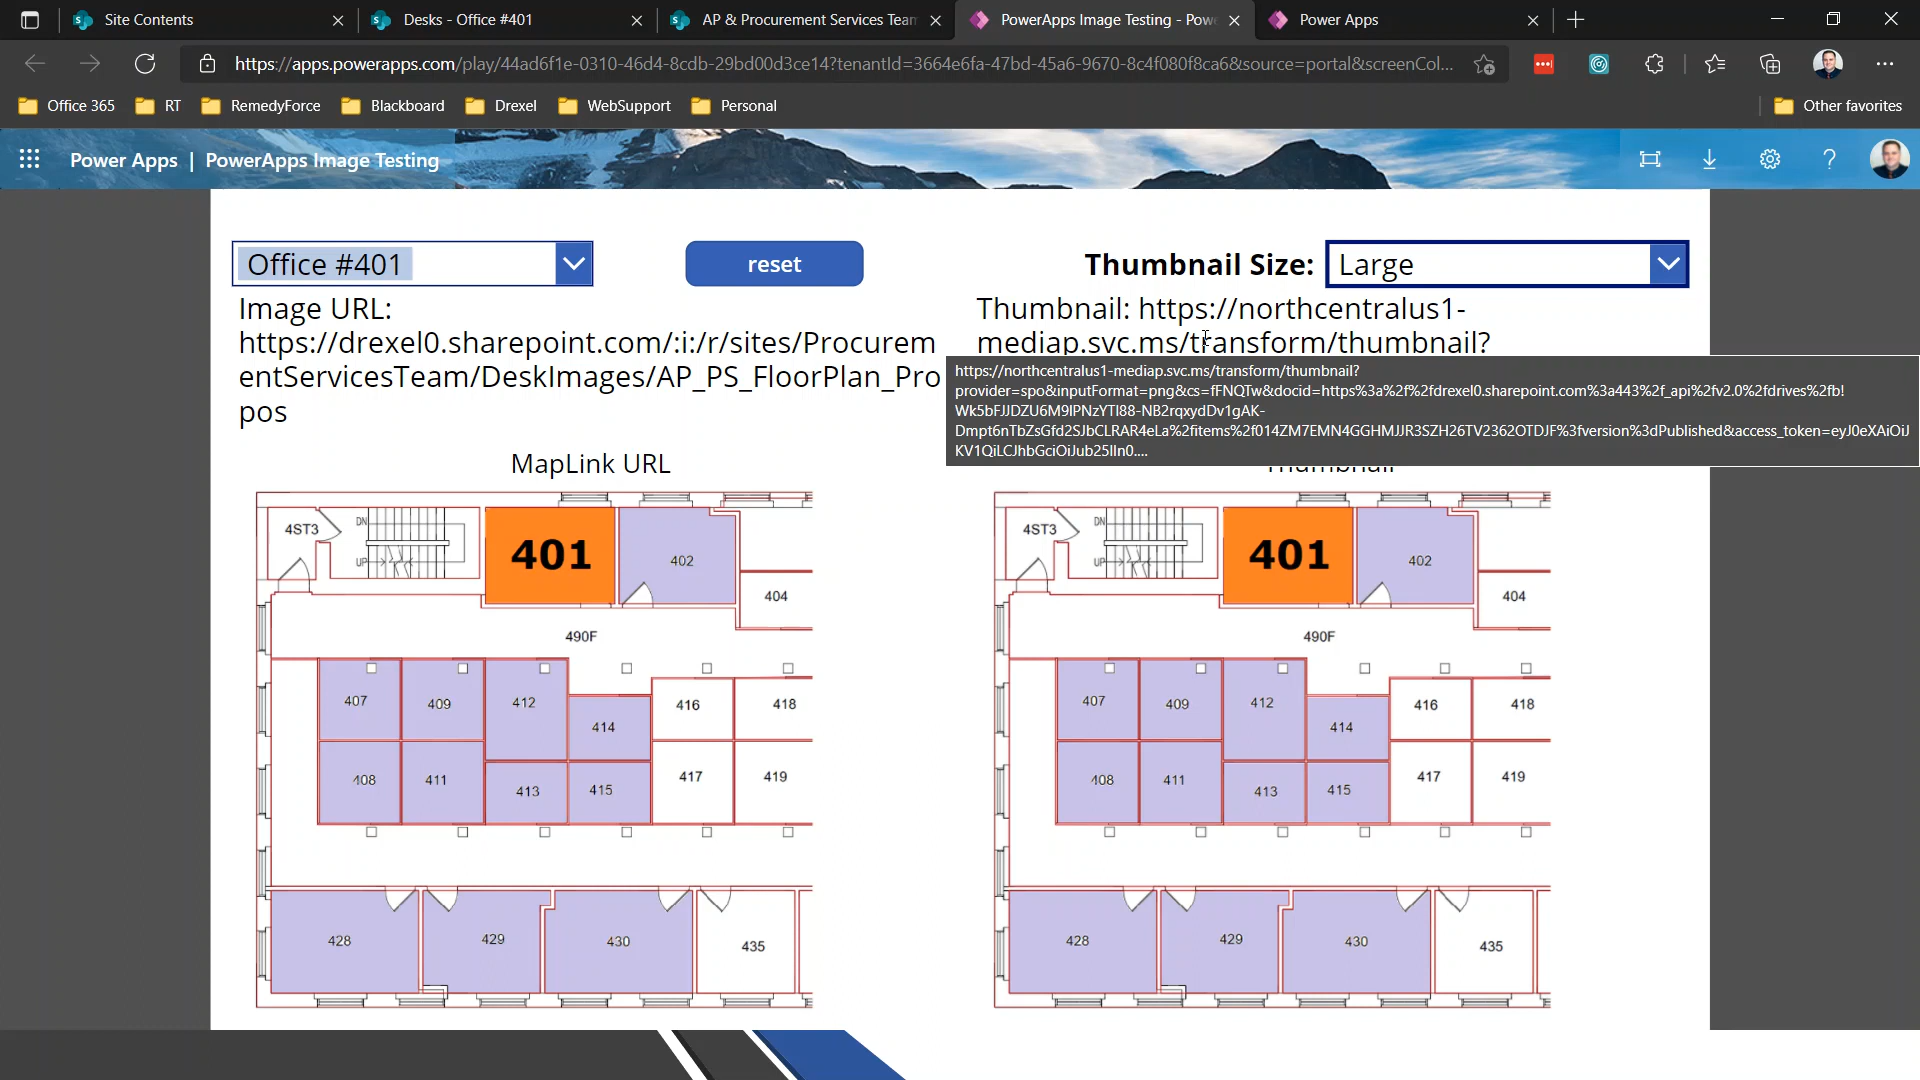 Site Contents
Desks - Office #401
AP & Procurement Services Team
PowerApps Image Testing - Pow
Power Apps
https://apps.powerapps.com/play/44ad6f1e-0310-46d4-8cdb-29bd00d3ce14?tenantId=3664e6fa-47bd-45a6-9670-8c4f080f8ca6&source=portal&screenCol...
Office 365
RT
RemedyForce
Blackboard
Drexel
WebSupport
Personal
Other favorites
Power Apps | PowerApps Image Testing
Office #401
reset
Thumbnail Size:
Large
Image URL:
https://drexel0.sharepoint.com/:i:/r/sites/Procurem
entServicesTeam/DeskImages/AP_PS_FloorPlan_Pro
pos
Thumbnail: https://northcentralus1-
mediap.svc.ms/transform/thumbnail?
https://northcentralus1-mediap.svc.ms/transform/thumbnail?
provider=spo&inputFormat=png&cs=fFNQTw&docid=https%3a%2f%2fdrexel0.sharepoint.com%3a443%2f_api%2fv2.0%2fdrives%2fb!
Wk5bFJJDZU6M9IPNzYTl88-NB2rqxydDv1gAK-
Dmpt6nTbZsGfd2SJbCLRAR4eLa%2fitems%2f014ZM7EMN4GGHMJJR3SZH26TV2362OTDJF%3fversion%3dPublished&access_token=eyJ0eXAiOiJ
KV1QiLCJhbGciOiJub25lIn0....
MapLink URL
Thumbnail
4ST3
DN
UP
401
402
404
490F
407
409
412
414
416
418
408
411
413
415
417
419
428
429
430
435
4ST3
DN
UP
401
402
404
490F
407
409
412
414
416
418
408
411
413
415
417
419
428
429
430
435